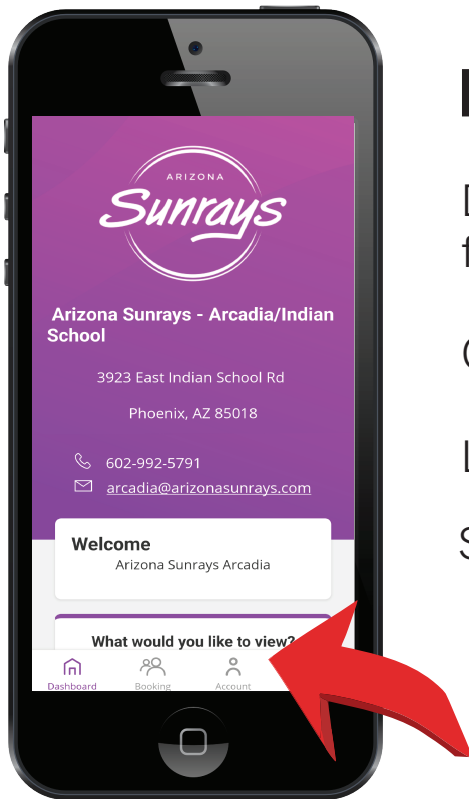 ARIZONA
Sunrays
Arizona Sunrays - Arcadia/Indian
School
3923 East Indian School Rd
Phoenix, AZ 85018
602-992-5791
arcadia@arizonasunrays.com
Welcome
Arizona Sunrays Arcadia
What would you like to view?
Dashboard
Booking
Account